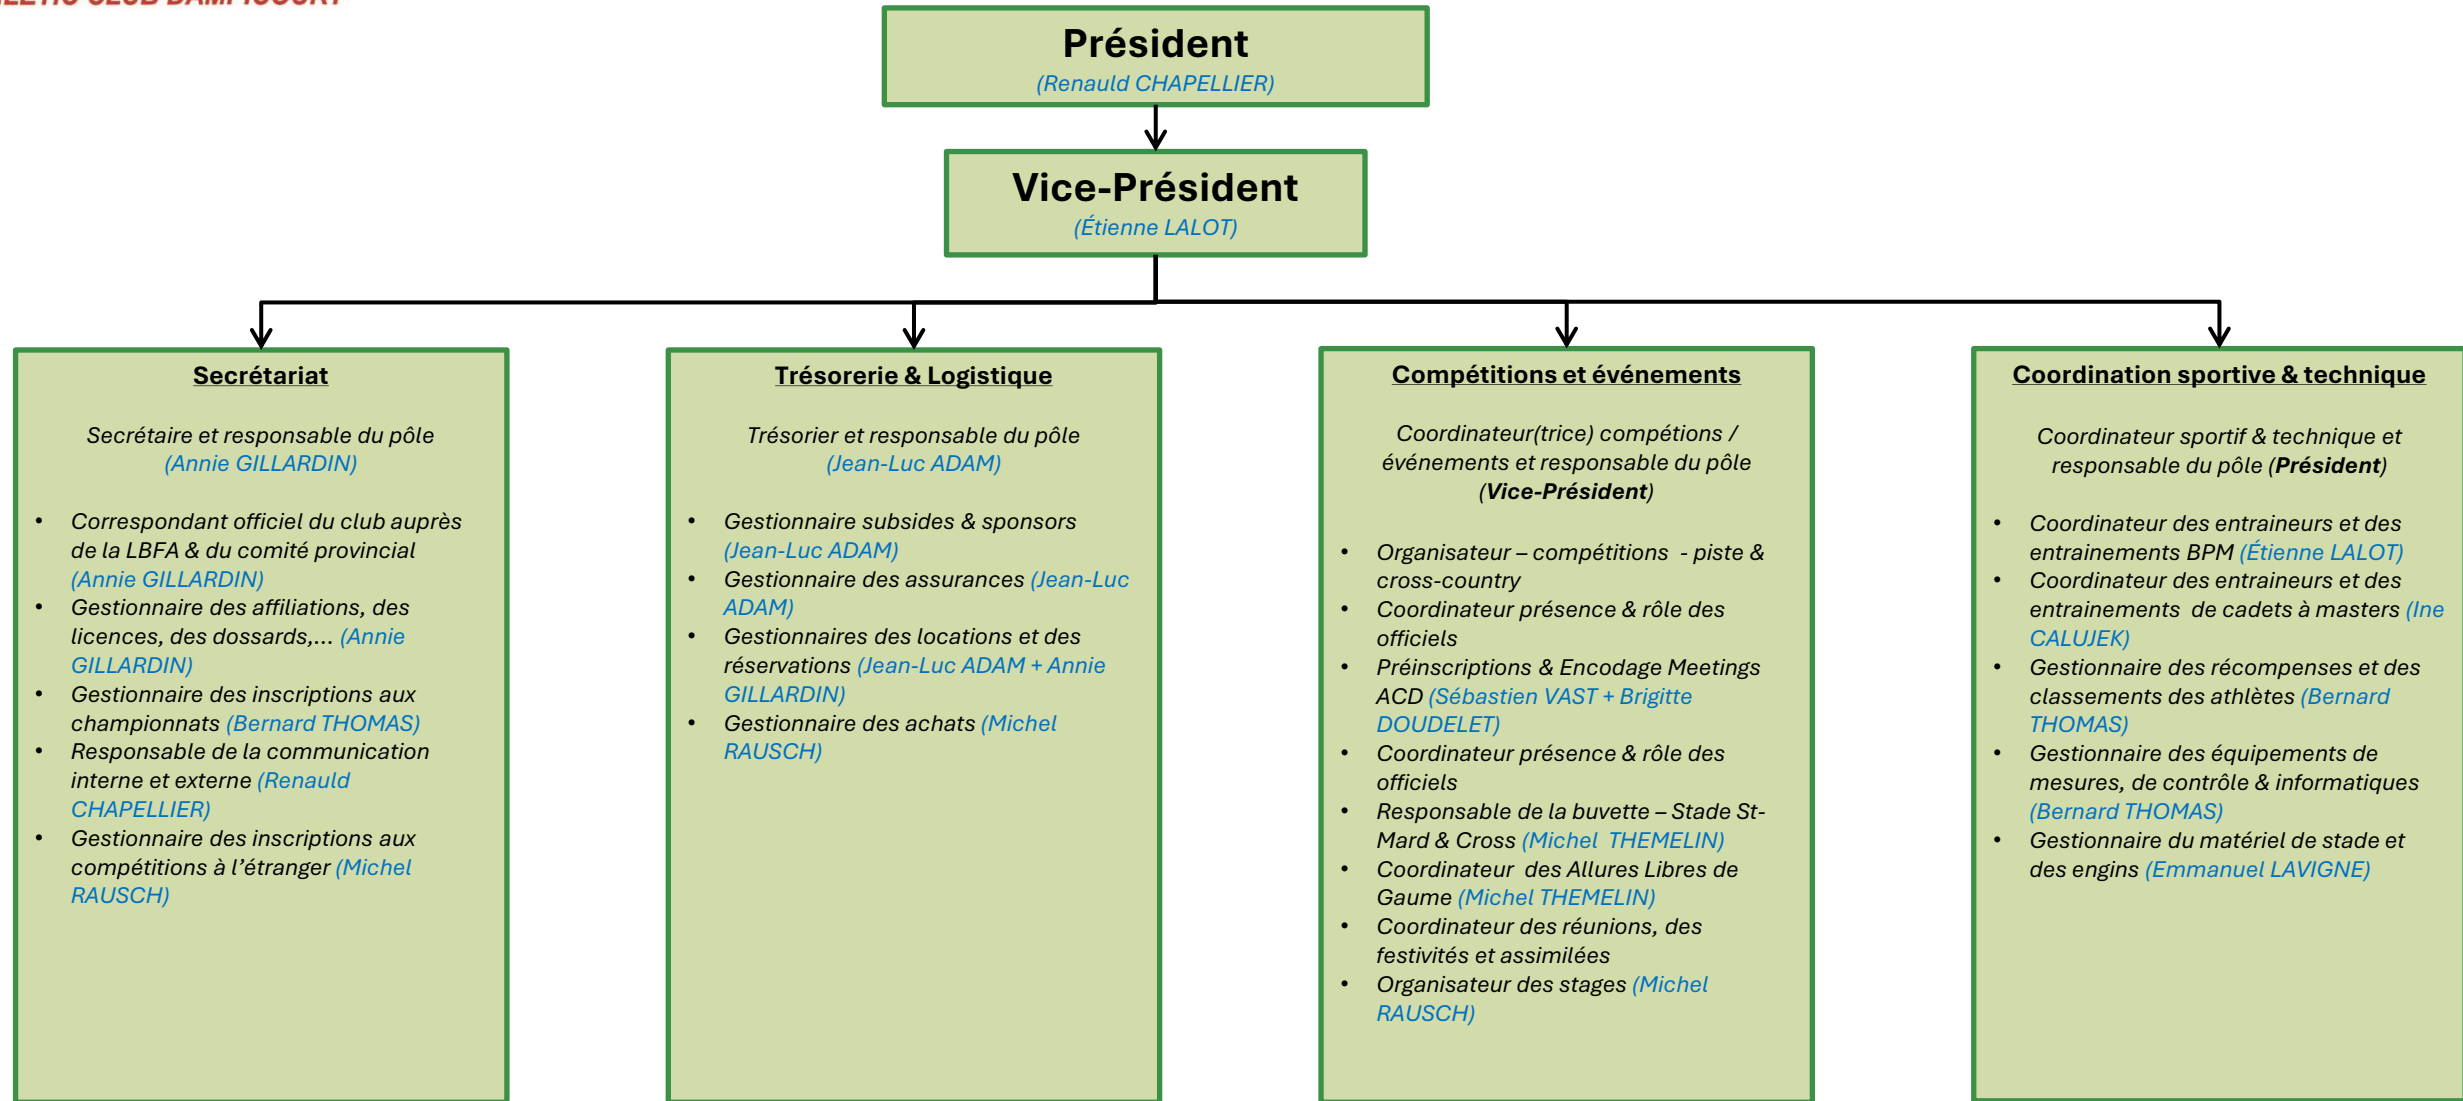 CLUB DAMPICOURT
Président
(Renauld CHAPELLIER)
Vice-Président
(Étienne LALOT)
Secrétariat
Secrétaire et responsable du pôle
(Annie GILLARDIN)
• Correspondant officiel du club auprès
de la LBFA & du comité provincial
(Annie GILLARDIN)
• Gestionnaire des affiliations, des
licences, des dossards,... (Annie
GILLARDIN)
• Gestionnaire des inscriptions aux
championnats (Bernard THOMAS)
• Responsable de la communication
interne et externe (Renauld
CHAPELLIER)
• Gestionnaire des inscriptions aux
compétitions à l’étranger (Michel
RAUSCH)
Trésorerie & Logistique
Trésorier et responsable du pôle
(Jean-Luc ADAM)
• Gestionnaire subsides & sponsors
(Jean-Luc ADAM)
• Gestionnaire des assurances (Jean-Luc
ADAM)
• Gestionnaires des locations et des
réservations (Jean-Luc ADAM + Annie
GILLARDIN)
• Gestionnaire des achats (Michel
RAUSCH)
Compétitions et événements
Coordinateur(trice) compétions /
événements et responsable du pôle
(Vice-Président)
• Organisateur – compétitions - piste &
cross-country
• Coordinateur présence & rôle des
officiels
• Préinscriptions & Encodage Meetings
ACD (Sébastien VAST + Brigitte
DOUDELET)
• Coordinateur présence & rôle des
officiels
• Responsable de la buvette – Stade St-
Mard & Cross (Michel THEMELIN)
• Coordinateur des Allures Libres de
Gaume (Michel THEMELIN)
• Coordinateur des réunions, des
festivités et assimilées
• Organisateur des stages (Michel
RAUSCH)
Coordination sportive & technique
Coordinateur sportif & technique et
responsable du pôle (Président)
• Coordinateur des entraineurs et des
entrainements BPM (Étienne LALOT)
• Coordinateur des entraineurs et des
entrainements de cadets à masters (Ine
CALUJEK)
• Gestionnaire des récompenses et des
classements des athlètes (Bernard
THOMAS)
• Gestionnaire des équipements de
mesures, de contrôle & informatiques
(Bernard THOMAS)
• Gestionnaire du matériel de stade et
des engins (Emmanuel LAVIGNE)